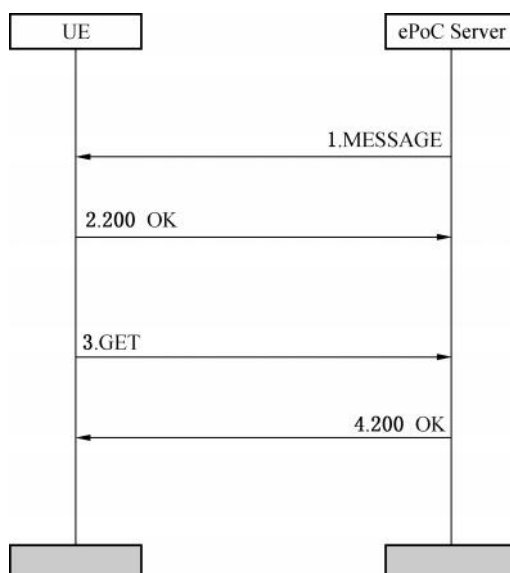 UE
ePoC Server
1.MESSAGE
2.200 OK
3.GET
4.200 OK